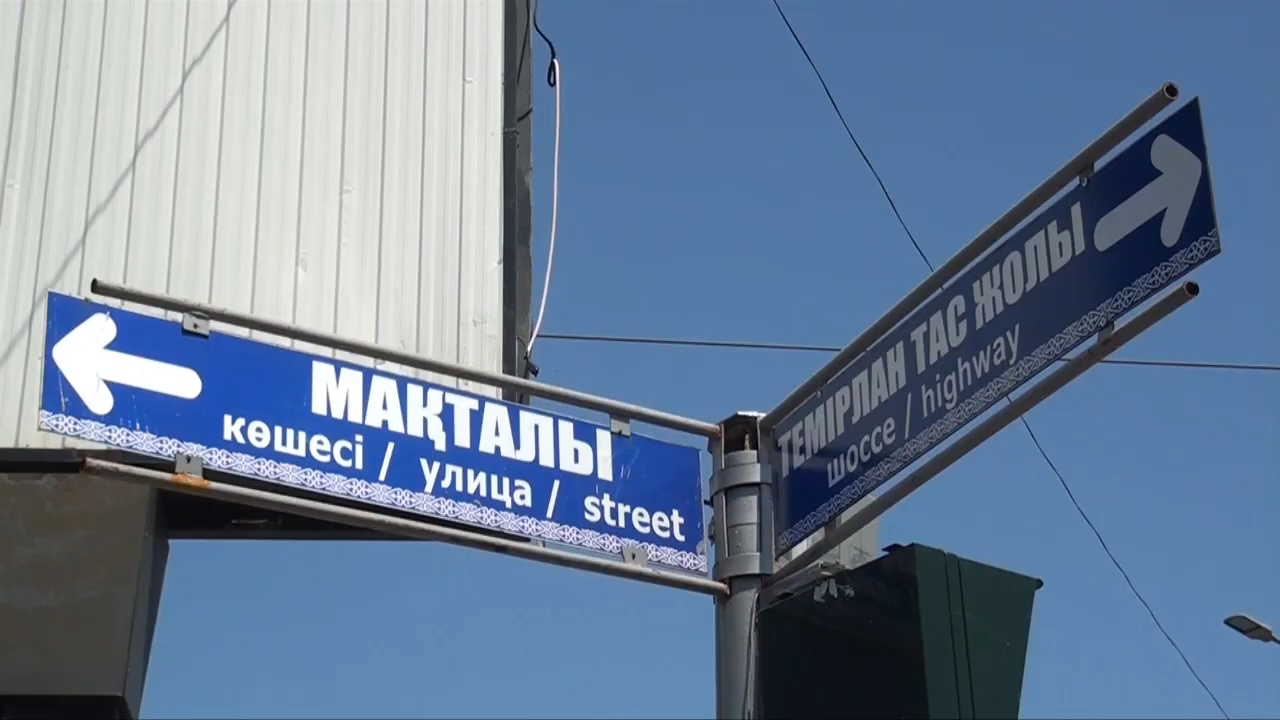 МАҚТАЛЫ
көшесі / улица / street
ТЕМІРЛАН ТАС ЖОЛЫ
шоссе / highway